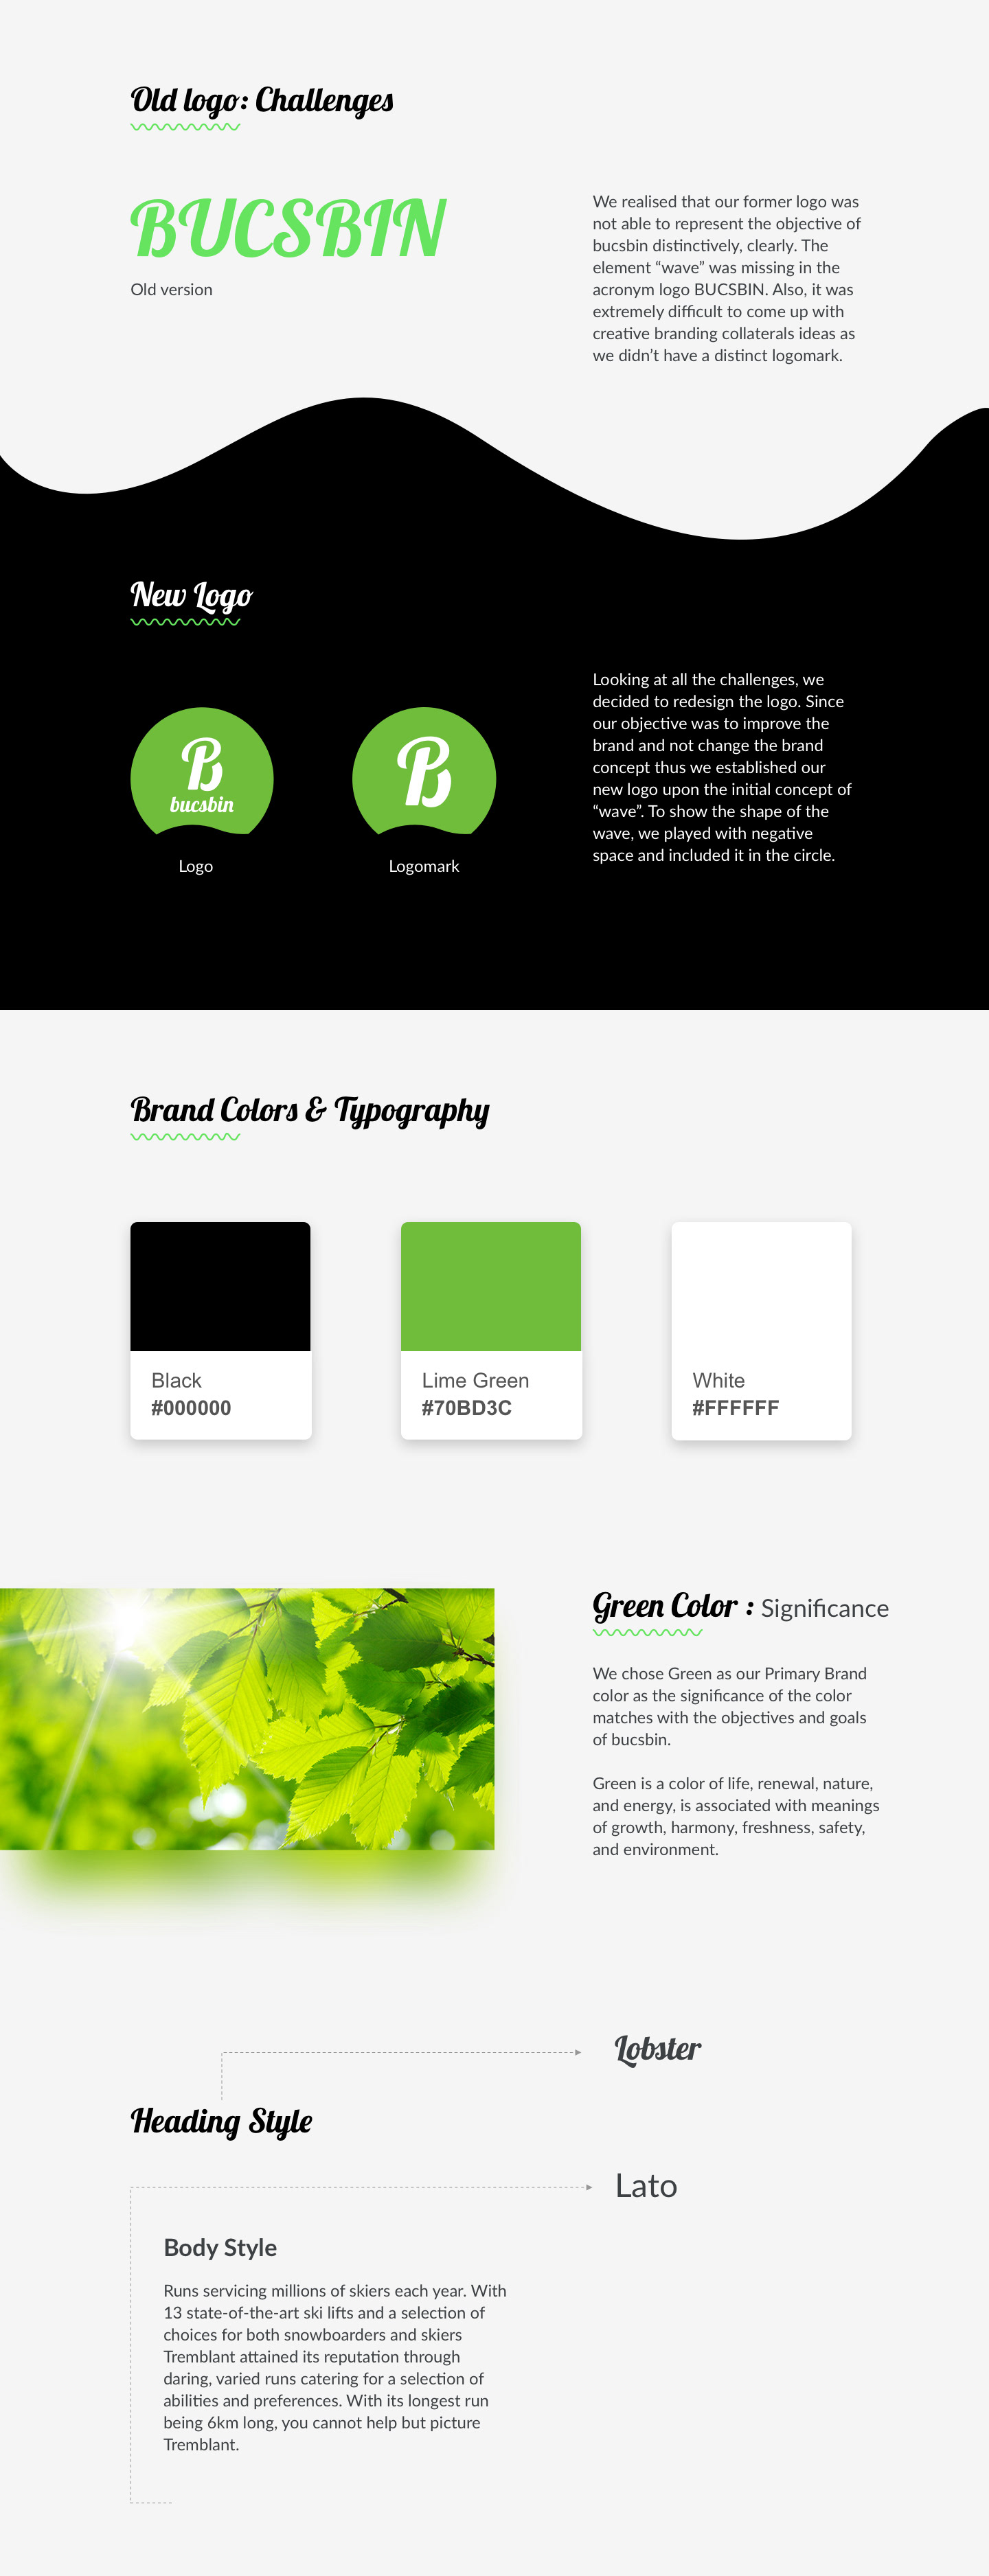 Old logo: Challenges
BUCSBIN
Old version
We realised that our former logo was
not able to represent the objective of
bucsbin distinctively, clearly. The
element “wave” was missing in the
acronym logo BUCSBIN. Also, it was
extremely difficult to come up with
creative branding collaterals ideas as
we didn’t have a distinct logomark.
New Logo
B
bucsbin
Logo
B
Logomark
Looking at all the challenges, we
decided to redesign the logo. Since
our objective was to improve the
brand and not change the brand
concept thus we established our
new logo upon the initial concept of
“wave”. To show the shape of the
wave, we played with negative
space and included it in the circle.
Brand Colors & Typography
Black
#000000
Lime Green
#70BD3C
White
#FFFFFF
Green Color : Significance
We chose Green as our Primary Brand
color as the significance of the color
matches with the objectives and goals
of bucsbin.
Green is a color of life, renewal, nature,
and energy, is associated with meanings
of growth, harmony, freshness, safety,
and environment.
Lobster
Heading Style
Lato
Body Style
Runs servicing millions of skiers each year. With
13 state-of-the-art ski lifts and a selection of
choices for both snowboarders and skiers
Tremblant attained its reputation through
daring, varied runs catering for a selection of
abilities and preferences. With its longest run
being 6km long, you cannot help but picture
Tremblant.